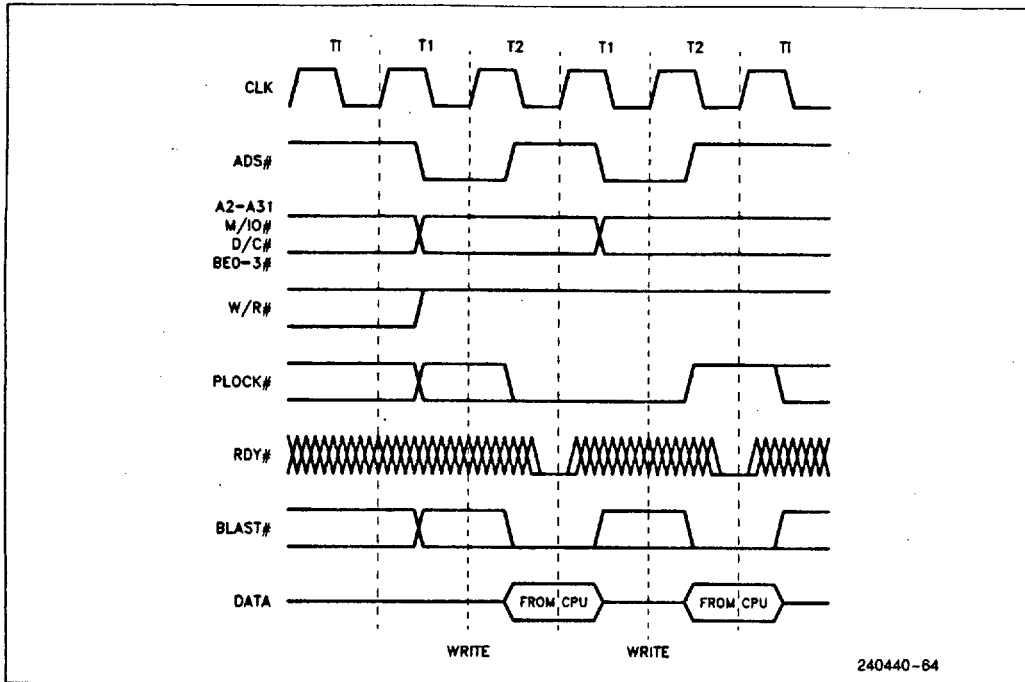 Ti T1 T2 T1 T2 Ti
CLK
ADS#
A2-A31
M/IO#
D/C#
BE0-3#
W/R#
PLOCK#
RDY#
BLAST#
DATA FROM CPU FROM CPU
WRITE WRITE
240440-64